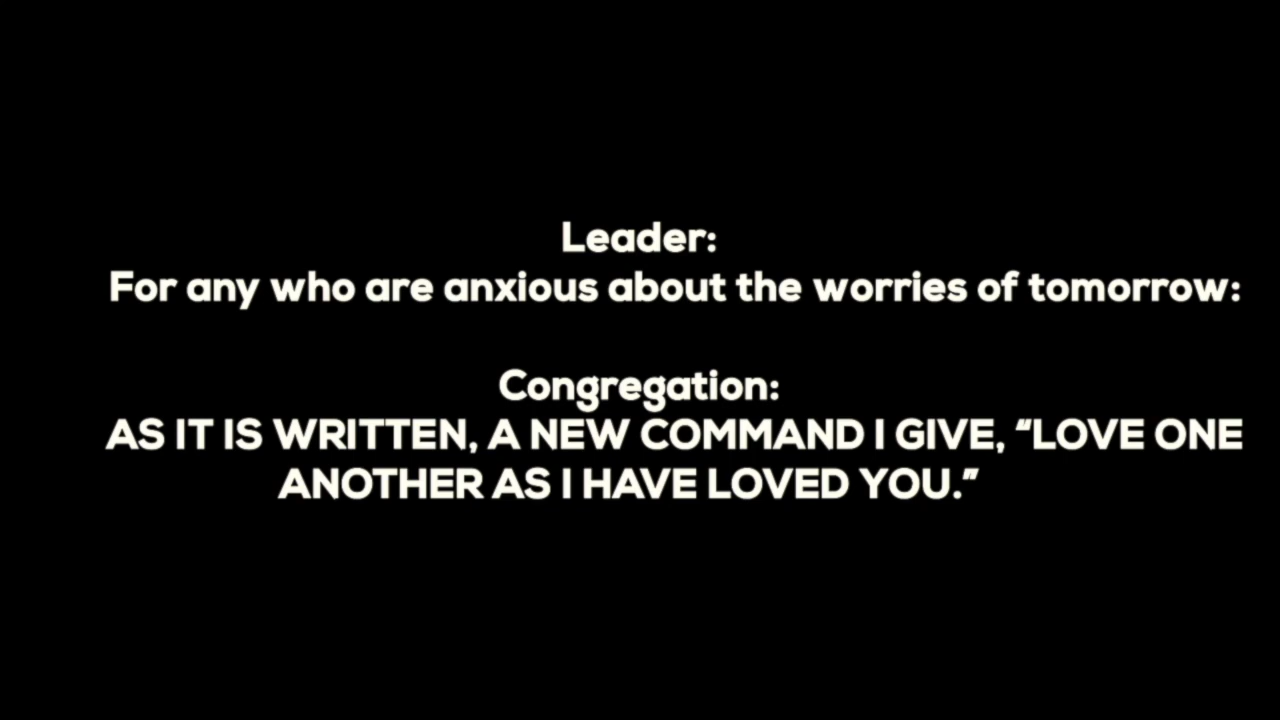 Leader:
For any who are anxious about the worries of tomorrow:
Congregation:
AS IT IS WRITTEN, A NEW COMMAND I GIVE, “LOVE ONE
ANOTHER AS I HAVE LOVED YOU.”